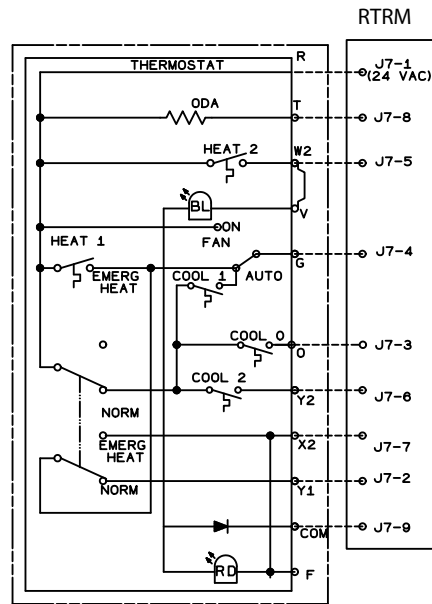 RTRM
R
THERMOSTAT
J7-1
(24 VAC)
ODA
T
J7-8
HEAT 2
W2
J7-5
BL
V
ON
FAN
HEAT 1
G
J7-4
EMERG
HEAT
COOL 1
AUTO
COOL O
O
J7-3
COOL 2
Y2
J7-6
NORM
EMERG
HEAT
X2
J7-7
NORM
Y1
J7-2
COM
J7-9
RD
F